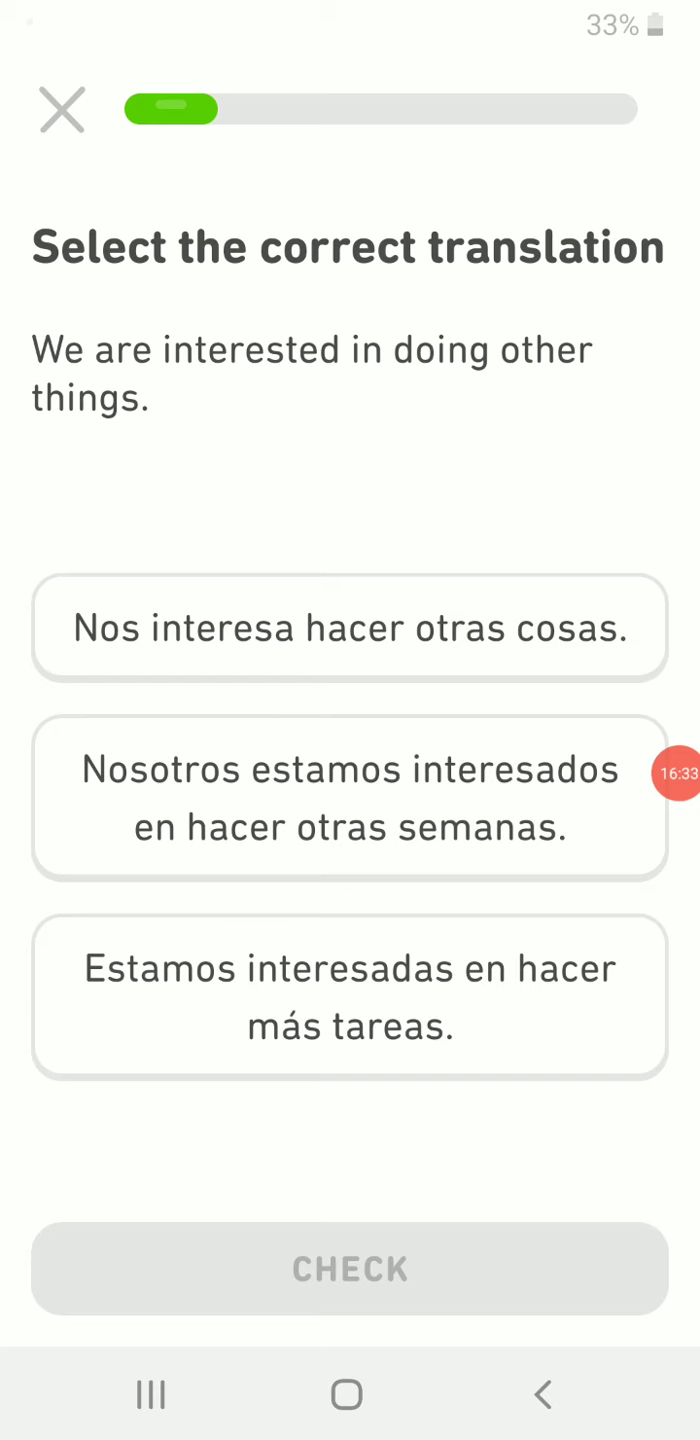 33%
Select the correct translation
We are interested in doing other
things.
Nos interesa hacer otras cosas.
Nosotros estamos interesados
en hacer otras semanas.
16:33
Estamos interesadas en hacer
más tareas.
CHECK